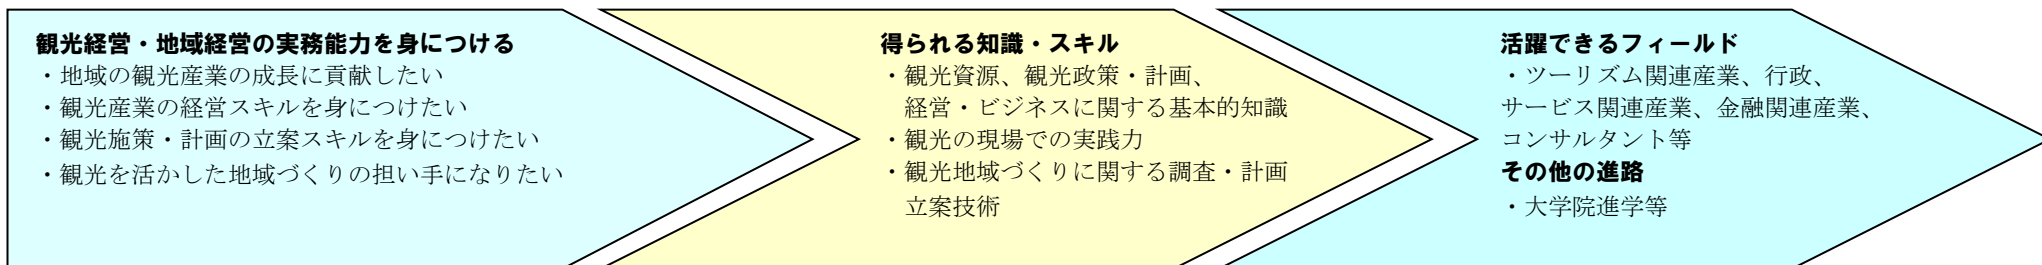 観光経営・地域経営の実務能力を身につける
・地域の観光産業の成長に貢献したい
・観光産業の経営スキルを身につけたい
・観光施策・計画の立案スキルを身につけたい
・観光を活かした地域づくりの担い手になりたい
得られる知識・スキル
・観光資源、観光政策・計画、
経営・ビジネスに関する基本的知識
・観光の現場での実践力
・観光地域づくりに関する調査・計画
立案技術
活躍できるフィールド
・ツーリズム関連産業、行政、
サービス関連産業、金融関連産業、
コンサルタント等
その他の進路
・大学院進学等